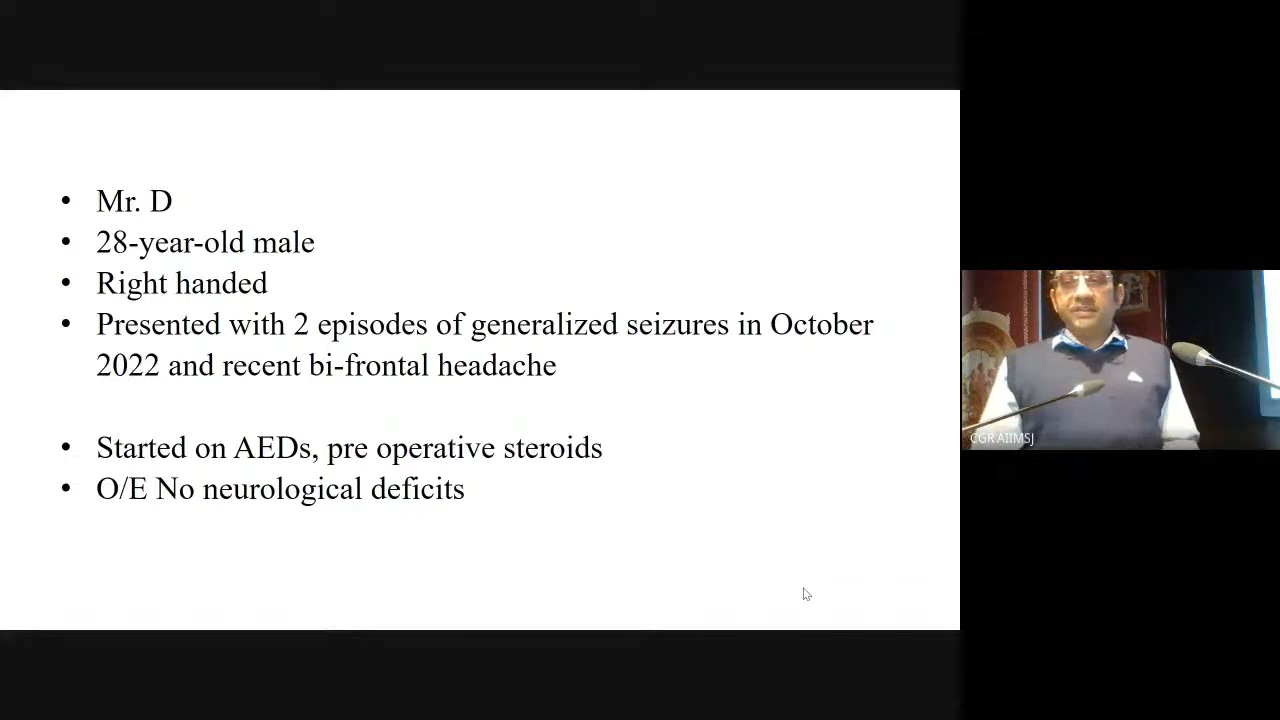 • Mr. D
• 28-year-old male
• Right handed
• Presented with 2 episodes of generalized seizures in October
2022 and recent bi-frontal headache
• Started on AEDs, pre operative steroids
• O/E No neurological deficits
CGR AIIMSJ